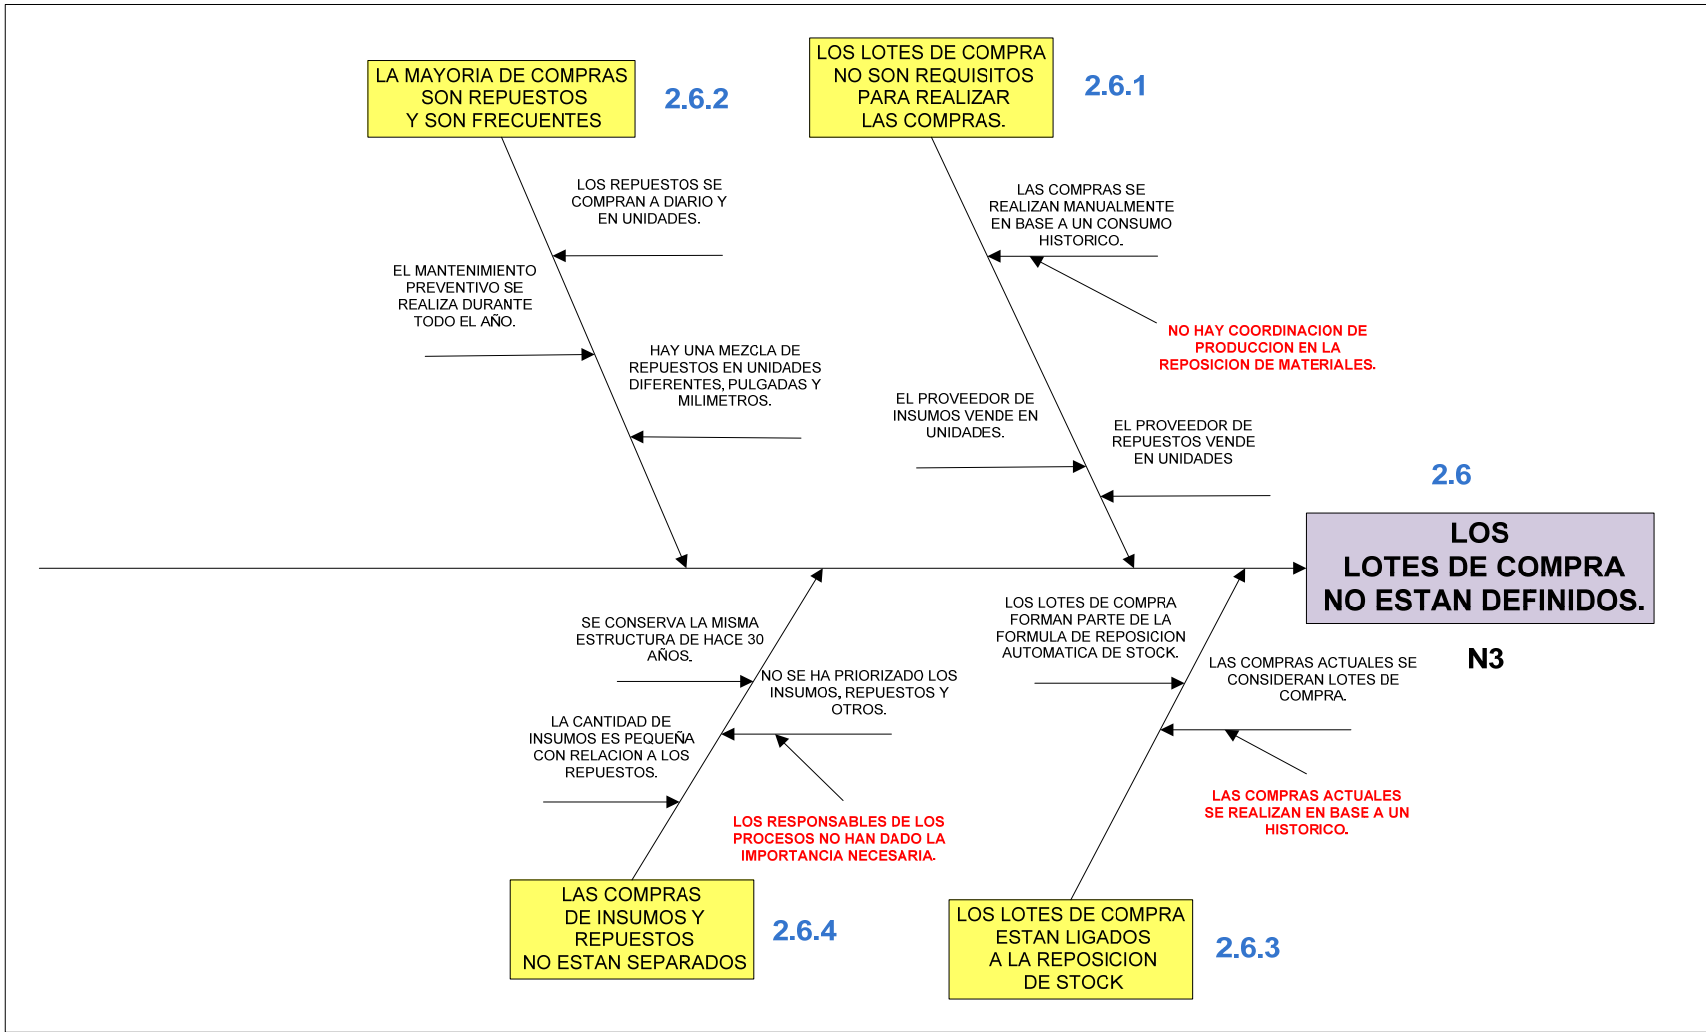 LA MAYORIA DE COMPRAS
SON REPUESTOS
Y SON FRECUENTES
2.6.2
LOS LOTES DE COMPRA
NO SON REQUISITOS
PARA REALIZAR
LAS COMPRAS.
2.6.1
LOS REPUESTOS SE
COMPRAN A DIARIO Y
EN UNIDADES.
EL MANTENIMIENTO
PREVENTIVO SE
REALIZA DURANTE
TODO EL AÑO.
HAY UNA MEZCLA DE
REPUESTOS EN UNIDADES
DIFERENTES, PULGADAS Y
MILIMETROS.
LAS COMPRAS SE
REALIZAN MANUALMENTE
EN BASE A UN CONSUMO
HISTORICO.
NO HAY COORDINACION DE
PRODUCCION EN LA
REPOSICION DE MATERIALES.
EL PROVEEDOR DE
INSUMOS VENDE EN
UNIDADES.
EL PROVEEDOR DE
REPUESTOS VENDE
EN UNIDADES
2.6
LOS
LOTES DE COMPRA
NO ESTAN DEFINIDOS.
N3
SE CONSERVA LA MISMA
ESTRUCTURA DE HACE 30
AÑOS.
NO SE HA PRIORIZADO LOS
INSUMOS, REPUESTOS Y
OTROS.
LA CANTIDAD DE
INSUMOS ES PEQUEÑA
CON RELACION A LOS
REPUESTOS.
LOS RESPONSABLES DE LOS
PROCESOS NO HAN DADO LA
IMPORTANCIA NECESARIA.
LAS COMPRAS
DE INSUMOS Y
REPUESTOS
NO ESTAN SEPARADOS
2.6.4
LOS LOTES DE COMPRA
FORMAN PARTE DE LA
FORMULA DE REPOSICION
AUTOMATICA DE STOCK.
LAS COMPRAS ACTUALES SE
CONSIDERAN LOTES DE
COMPRA.
LAS COMPRAS ACTUALES
SE REALIZAN EN BASE A UN
HISTORICO.
LOS LOTES DE COMPRA
ESTAN LIGADOS
A LA REPOSICION
DE STOCK
2.6.3